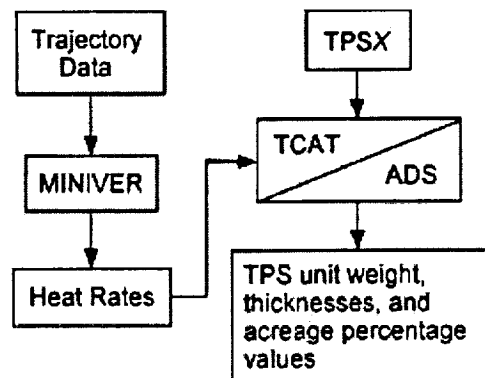 Trajectory
Data
MINIVER
Heat Rates
TPSX
TCAT
ADS
TPS unit weight,
thicknesses, and
acreage percentage
values